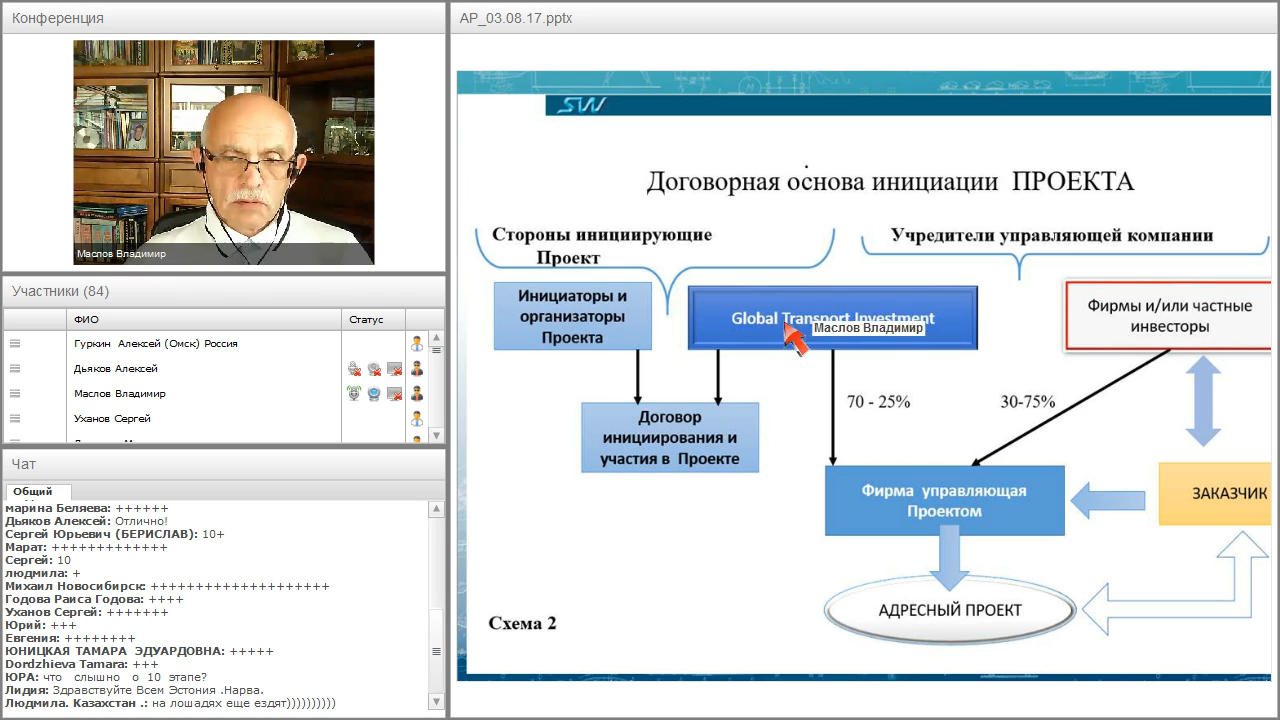 Конференция
Маслов Владимир
Участники (84)
ФИО
Статус
Гуркин Алексей (Омск) Россия
Дьяков Алексей
Маслов Владимир
Уханов Сергей
Чат
Общий
марина Беляева: ++++++
Дьяков Алексей: Отлично!
Сергей Юрьевич (БЕРИСЛАВ): 10+
Марат: +++++++++++++
Сергей: 10
людмила: +
Михаил Новосибирск: ++++++++++++++++++++
Годова Раиса Годова: ++++
Уханов Сергей: +++++++
Юрий: +++
Евгения: ++++++++
ЮНИЦКАЯ ТАМАРА ЭДУАРДОВНА: +++++
Dordzhieva Tamara: +++
ЮРА: что слышно о 10 этапе?
Лидия: Здравствуйте Всем Эстония .Нарва.
Людмила. Казахстан .: на лошадях еще ездят))))))))))
AP_03.08.17.pptx
SW
Договорная основа инициации ПРОЕКТА
Стороны инициирующие
Проект
Учредители управляющей компании
Инициаторы и
организаторы
Проекта
Global Transport Investment
Маслов Владимир
Фирмы и/или частные
инвесторы
Договор
инициирования и
участия в Проекте
70 - 25%
30-75%
Фирма управляющая
Проектом
ЗАКАЗЧИК
АДРЕСНЫЙ ПРОЕКТ
Схема 2